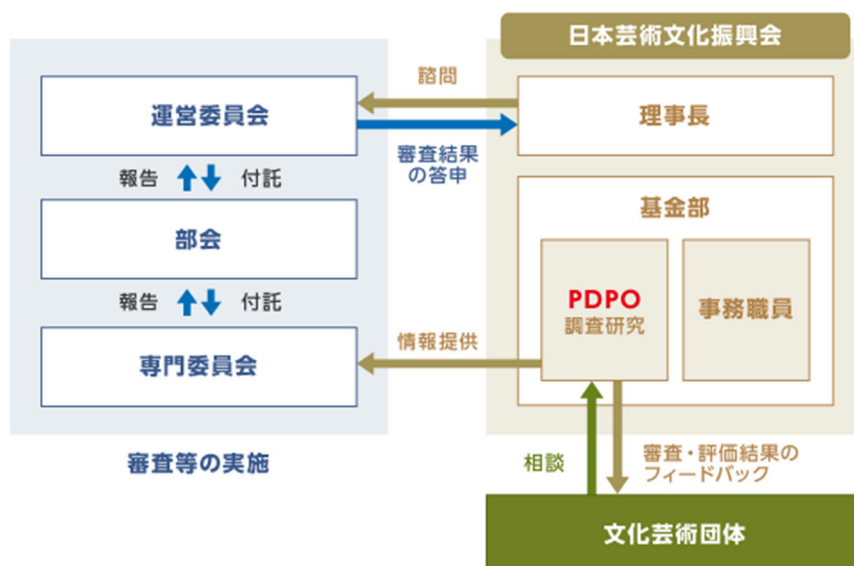 日本芸術文化振興会
諮問
運営委員会
理事長
審査結果
の答申
報告
付託
部会
基金部
PDPO
調査研究
事務職員
報告
付託
情報提供
専門委員会
審査等の実施
相談
審査・評価結果の
フィードバック
文化芸術団体